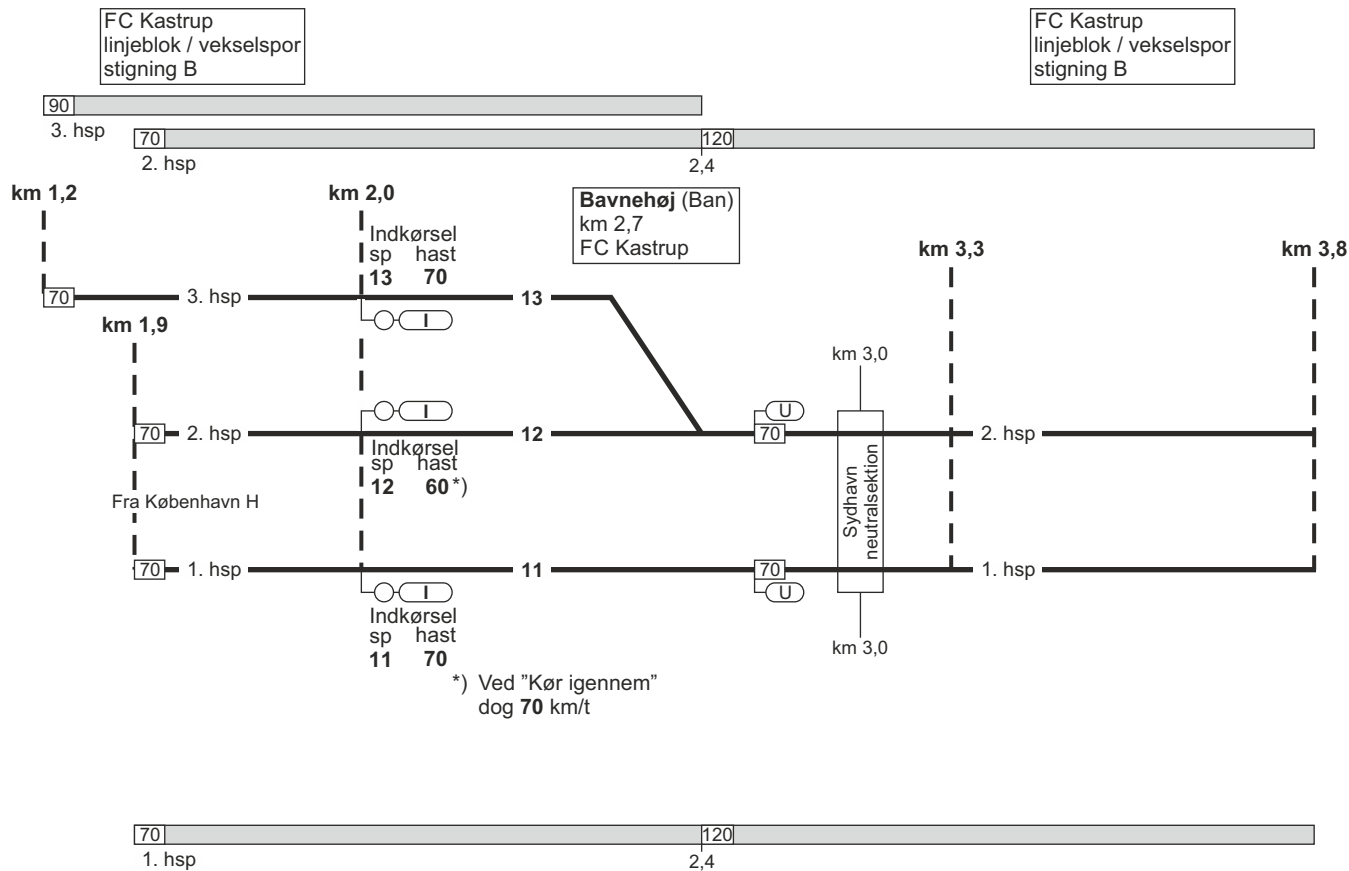 FC Kastrup
linjeblok / vekselspor
stigning B
FC Kastrup
linjeblok / vekselspor
stigning B
90
3. hsp
70
120
2. hsp
2,4
km 1,2
km 2,0
Bavnehøj (Ban)
km 2,7
FC Kastrup
Indkørsel
sp hast
13 70
km 3,3
km 3,8
70
3. hsp
13
I
km 1,9
km 3,0
I
U
70
2. hsp
12
70
2. hsp
Indkørsel
sp hast
12 60 *)
Sydhavn
neutralsektion
Fra København H
70
1. hsp
11
70
1. hsp
I
U
Indkørsel
sp hast
11 70
km 3,0
*) Ved ”Kør igennem”
dog 70 km/t
70
120
1. hsp
2,4